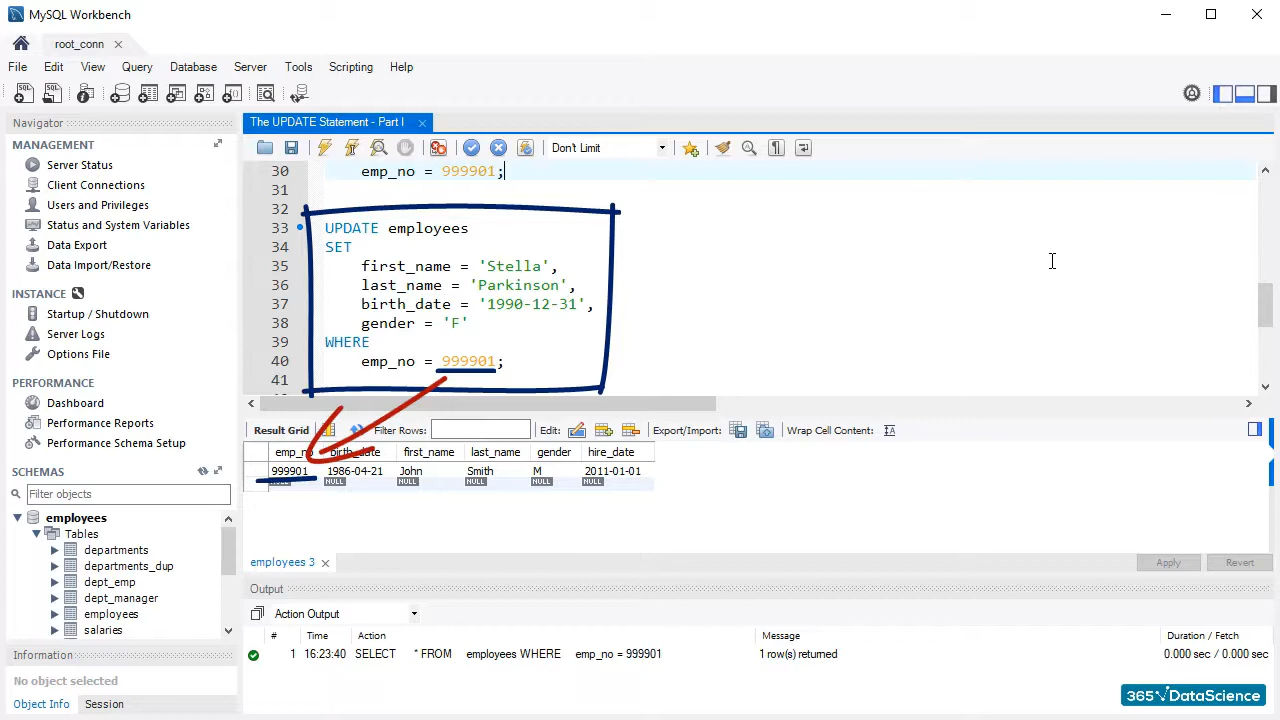 MySQL Workbench
root_conn
File Edit View Query Database Server Tools Scripting Help
Navigator
MANAGEMENT
Server Status
Client Connections
Users and Privileges
Status and System Variables
Data Export
Data Import/Restore
INSTANCE
Startup / Shutdown
Server Logs
Options File
PERFORMANCE
Dashboard
Performance Reports
Performance Schema Setup
SCHEMAS
Filter objects
employees
Tables
departments
departments_dup
dept_emp
dept_manager
employees
salaries
Information
No object selected
Object Info Session
The UPDATE Statement - Part I
Don't Limit
30 emp_no = 999901;
31
32
33 UPDATE employees
34 SET
35 first_name = 'Stella',
36 last_name = 'Parkinson',
37 birth_date = '1990-12-31',
38 gender = 'F'
39 WHERE
40 emp_no = 999901;
41
Result Grid Filter Rows: Edit: Export/Import: Wrap Cell Content:
emp_no birth_date first_name last_name gender hire_date
999901 1986-04-21 John Smith M 2011-01-01
NULL NULL NULL NULL NULL NULL
employees 3 Apply Revert
Output
Action Output
# Time Action Message Duration / Fetch
1 16:23:40 SELECT * FROM employees WHERE emp_no = 999901 1 row(s) returned 0.000 sec / 0.000 sec
365 DataScience